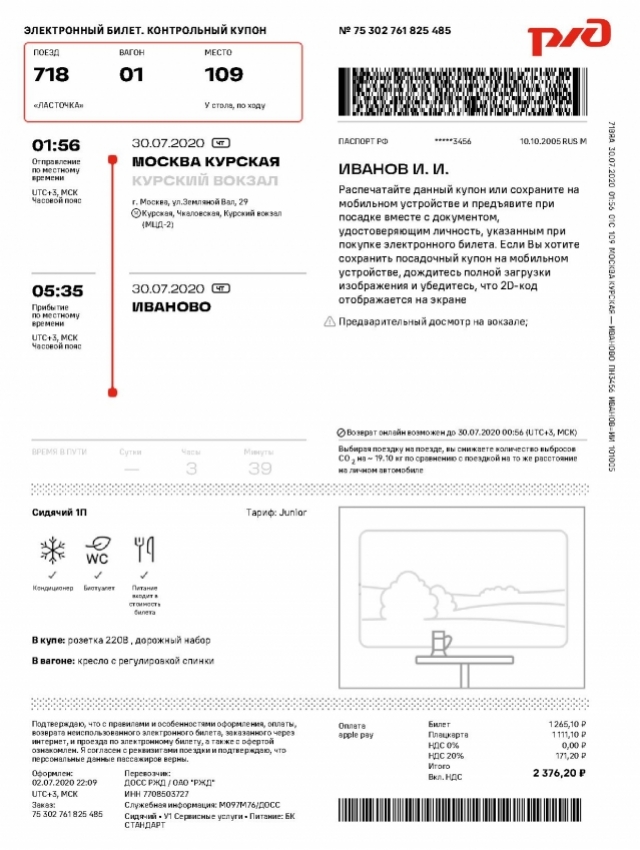 ЭЛЕКТРОННЫЙ БИЛЕТ. КОНТРОЛЬНЫЙ КУПОН
№ 75 302 761 825 485
ржд
ПОЕЗД ВАГОН МЕСТО
718 01 109
«ЛАСТОЧКА» У стола, по ходу
01:56
Отправление
по местному
времени
UTC+3, МСК
Часовой пояс
30.07.2020 ЧТ
МОСКВА КУРСКАЯ
КУРСКИЙ ВОКЗАЛ
г. Москва, ул.Земляной Вал, 29
М Курская, Чкаловская, Курский вокзал
(МЦД-2)
05:35
Прибытие
по местному
времени
UTC+3, МСК
Часовой пояс
30.07.2020 ЧТ
ИВАНОВО
ВРЕМЯ В ПУТИ Сутки Часы Минуты
— 3 39
ПАСПОРТ РФ *****3456 10.10.2005 RUS M
ИВАНОВ И. И.
Распечатайте данный купон или сохраните на
мобильном устройстве и предъявите при
посадке вместе с документом,
удостоверяющим личность, указанным при
покупке электронного билета. Если Вы хотите
сохранить посадочный купон на мобильном
устройстве, дождитесь полной загрузки
изображения и убедитесь, что 2D-код
отображается на экране
Предварительный досмотр на вокзале;
Возврат онлайн возможен до 30.07.2020 00:56 (UTC+3, МСК)
Выбирая поездку на поезде, вы снижаете количество выбросов
CO2 на ~ 19.10 кг по сравнению с поездкой на то же расстояние
на личном автомобиле
718ЯА 30.07.2020 01:56 01С 109 МОСКВА КУРСКАЯ — ИВАНОВО ПН3456 ИВАНОВ=ИИ 101005
Сидячий 1П Тариф: Junior
WC
Кондиционер Биотуалет Питание
входит в
стоимость
билета
В купе: розетка 220В , дорожный набор
В вагоне: кресло с регулировкой спинки
Подтверждаю, что с правилами и особенностями оформления, оплаты,
возврата неиспользованного электронного билета, заказанного через
интернет, и проезда по электронному билету, а также с офертой
ознакомлен. Я согласен с реквизитами поездки и подтверждаю, что
персональные данные пассажиров верны.
Оформлен:
02.07.2020 22:09
UTC+3, МСК
Заказ:
75 302 761 825 485
Перевозчик:
ДОСС РЖД / ОАО "РЖД"
ИНН 7708503727
Служебная информация: М097М76/ДОСС
Сидячий • У1 Сервисные услуги • Питание: БК
СТАНДАРТ
Оплата
apple pay
Билет 1 265,10 ₽
Плацкарта 1 111,10 ₽
НДС 0% 0,00 ₽
НДС 20% 171,20 ₽
Итого
Вкл. НДС 2 376,20 ₽